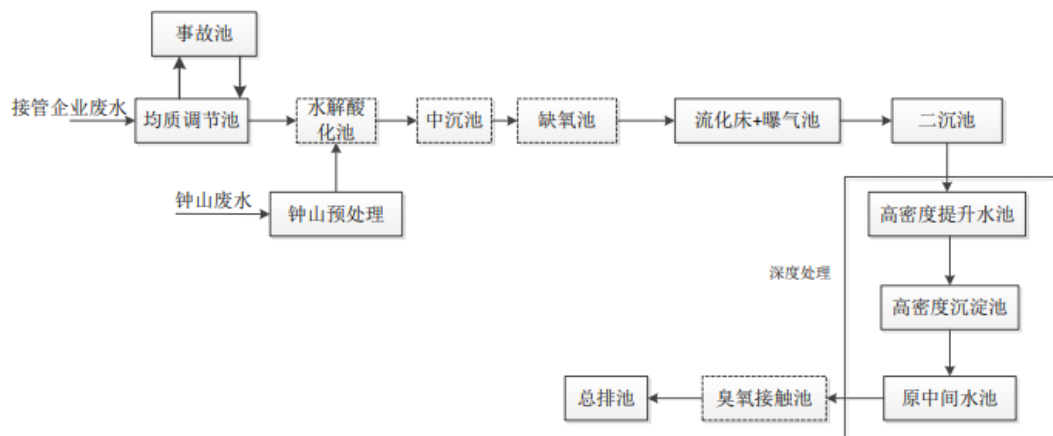 事故池
接管企业废水
均质调节池
水解酸
化池
中沉池
缺氧池
流化床+曝气池
二沉池
钟山废水
钟山预处理
高密度提升水池
深度处理
高密度沉淀池
总排池
臭氧接触池
原中间水池